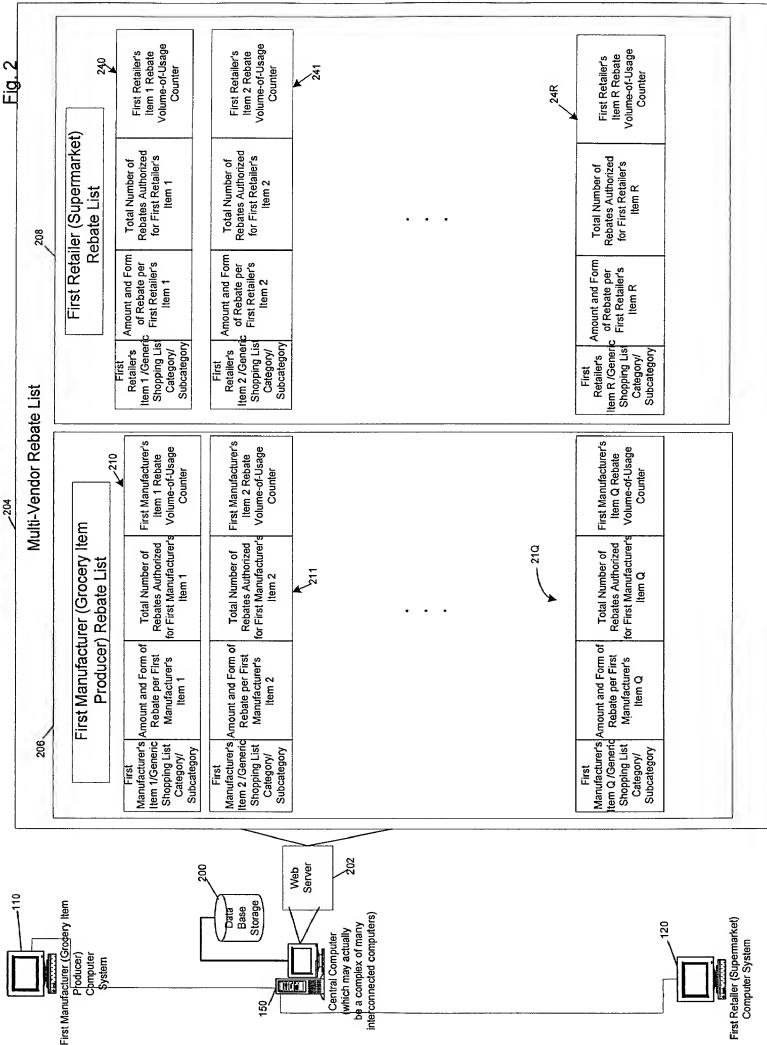 Fig. 2
204
Multi-Vendor Rebate List
206
First Manufacturer (Grocery Item
Producer) Rebate List
210
First
Manufacturer's
Item 1/Generic
Shopping List
Category/
Subcategory
Amount and Form of
Rebate per First
Manufacturer's
Item 1
Total Number of
Rebates Authorized
for First Manufacturer's
Item 1
First Manufacturer's
Item 1 Rebate
Volume-of-Usage
Counter
First
Manufacturer's
Item 2 /Generic
Shopping List
Category/
Subcategory
Amount and Form of
Rebate per First
Manufacturer's
Item 2
Total Number of
Rebates Authorized
for First Manufacturer's
Item 2
First Manufacturer's
Item 2 Rebate
Volume-of-Usage
Counter
211
. . .
21Q
First
Manufacturer's
Item Q /Generic
Shopping List
Category/
Subcategory
Amount and Form of
Rebate per First
Manufacturer's
Item Q
Total Number of
Rebates Authorized
for First Manufacturer's
Item Q
First Manufacturer's
Item Q Rebate
Volume-of-Usage
Counter
208
First Retailer (Supermarket)
Rebate List
240
First
Retailer's
Item 1 /Generic
Shopping List
Category/
Subcategory
Amount and Form
of Rebate per
First Retailer's
Item 1
Total Number of
Rebates Authorized
for First Retailer's
Item 1
First Retailer's
Item 1 Rebate
Volume-of-Usage
Counter
First
Retailer's
Item 2 /Generic
Shopping List
Category/
Subcategory
Amount and Form
of Rebate per
First Retailer's
Item 2
Total Number of
Rebates Authorized
for First Retailer's
Item 2
First Retailer's
Item 2 Rebate
Volume-of-Usage
Counter
241
. . .
24R
First
Retailer's
Item R /Generic
Shopping List
Category/
Subcategory
Amount and Form
of Rebate per
First Retailer's
Item R
Total Number of
Rebates Authorized
for First Retailer's
Item R
First Retailer's
Item R Rebate
Volume-of-Usage
Counter
110
First Manufacturer (Grocery Item
Producer)
Computer
System
200
Data
Base
Storage
Web
Server
202
150
Central Computer
(which may actually
be a complex of many
interconnected computers)
120
First Retailer (Supermarket)
Computer System